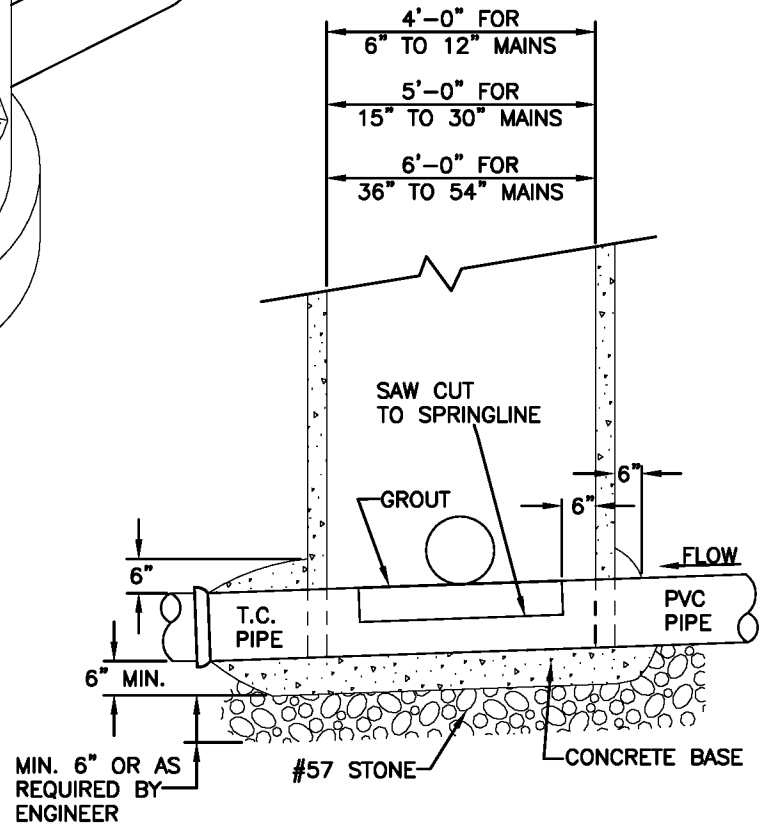 4'-0" FOR
6" TO 12" MAINS
5'-0" FOR
15" TO 30" MAINS
6'-0" FOR
36" TO 54" MAINS
SAW CUT
TO SPRINGLINE
6"
GROUT
6"
FLOW
6"
T.C.
PIPE
PVC
PIPE
6" MIN.
MIN. 6" OR AS
REQUIRED BY
ENGINEER
#57 STONE
CONCRETE BASE